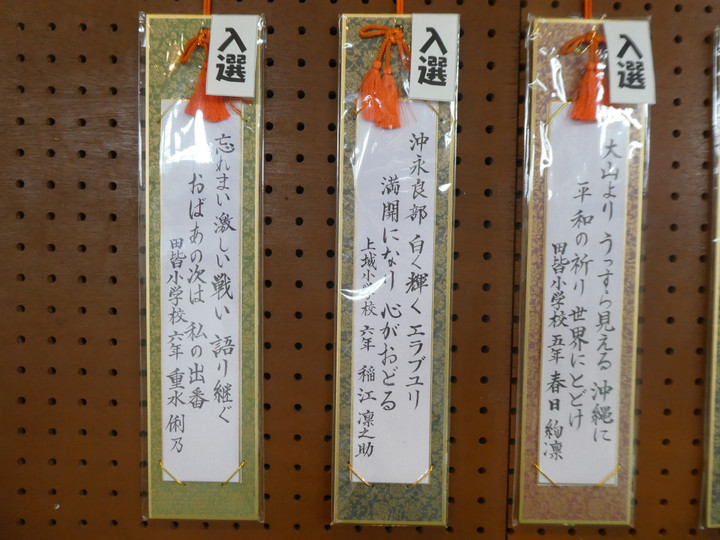 入選
忘れまい 激しい戦い 語り継ぐ
おばあの次は 私の出番
田皆小学校 六年 重水 俐乃
入選
沖永良部 白く輝く エラブユリ
満開になり 心がおどる
上城小学校 六年 稲江 凛之助
入選
大山より うっすら見える 沖縄に
平和の祈り 世界にとどけ
田皆小学校 五年 春日 絢凛